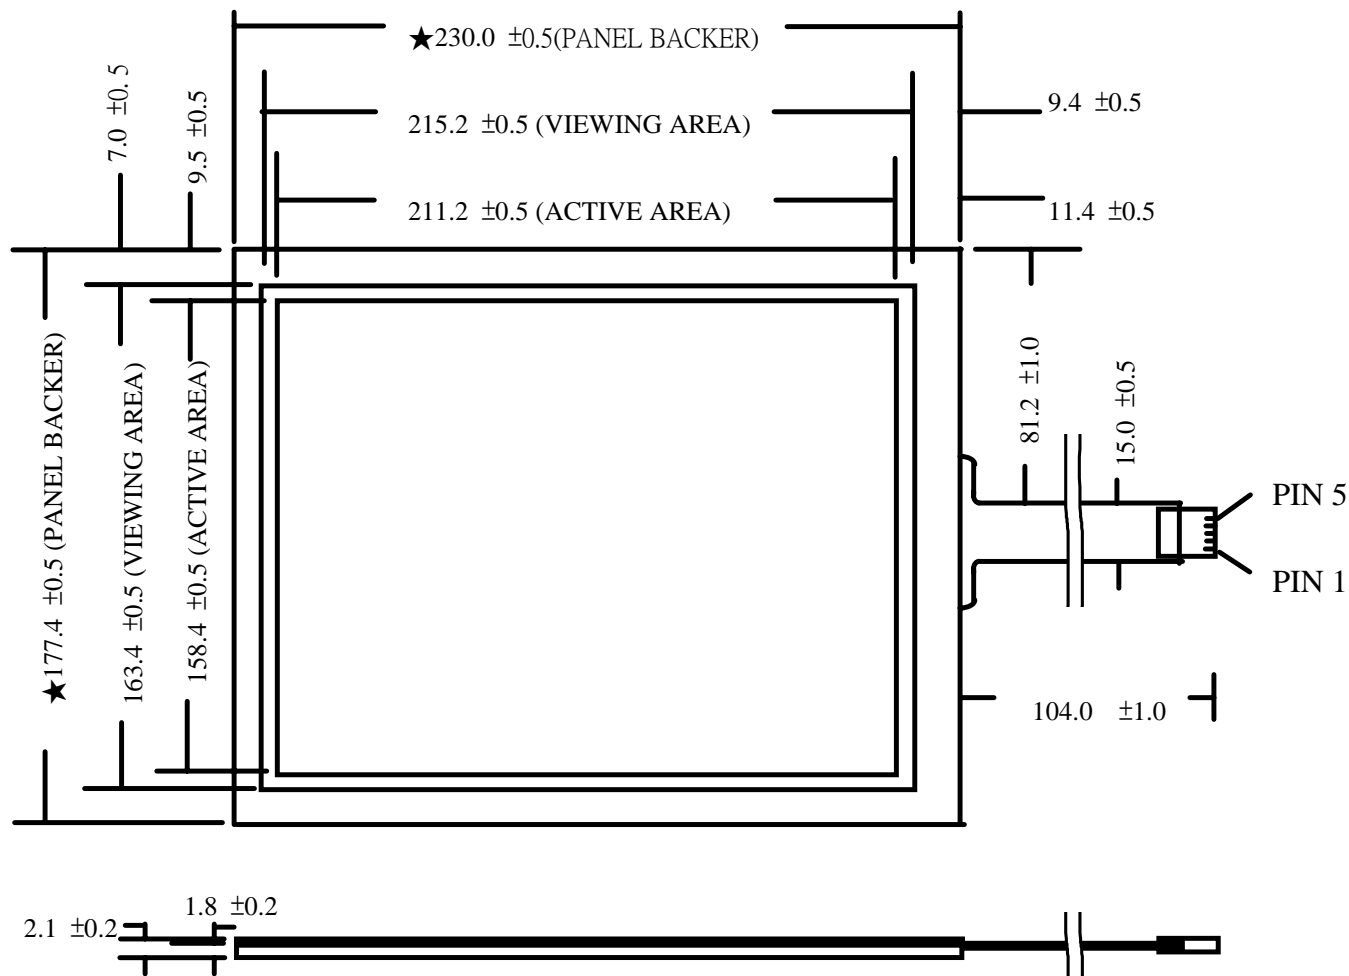 ★230.0 ±0.5(PANEL BACKER)
7.0 ±0.5
9.5 ±0.5
215.2 ±0.5 (VIEWING AREA)
9.4 ±0.5
211.2 ±0.5 (ACTIVE AREA)
11.4 ±0.5
★177.4 ±0.5 (PANEL BACKER)
163.4 ±0.5 (VIEWING AREA)
158.4 ±0.5 (ACTIVE AREA)
81.2 ±1.0
15.0 ±0.5
PIN 5
PIN 1
104.0 ±1.0
2.1 ±0.2
1.8 ±0.2